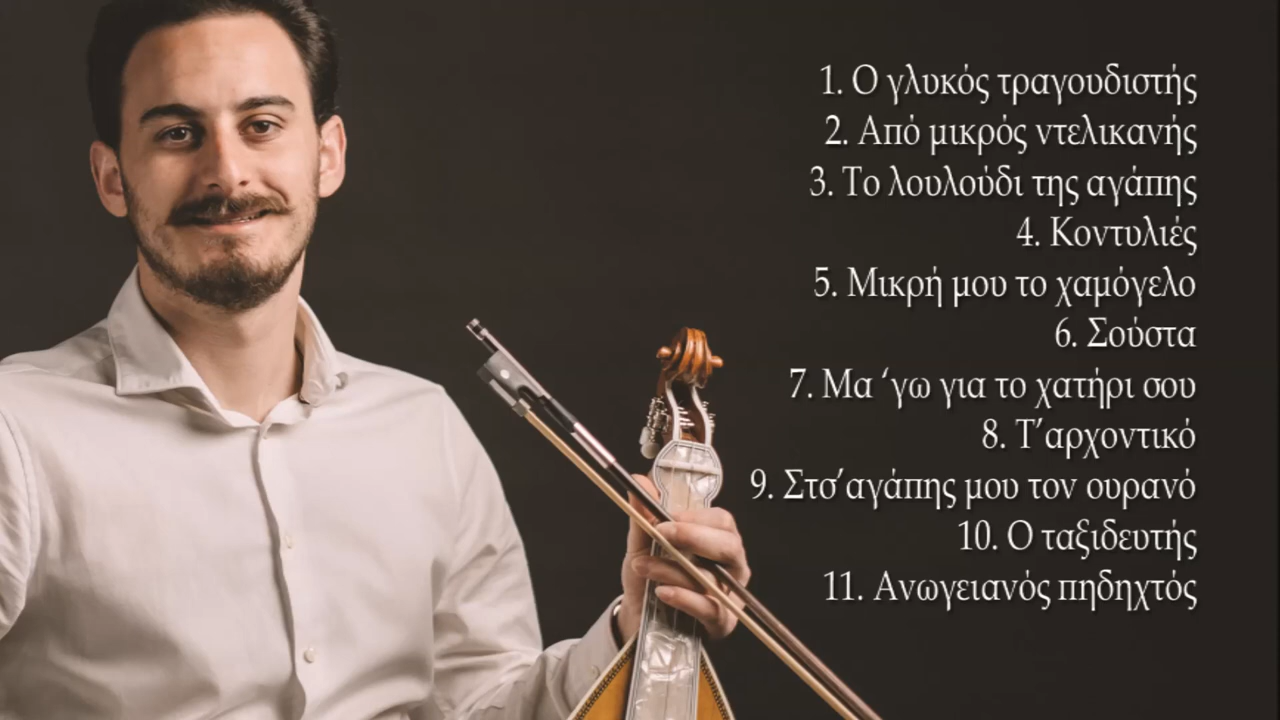 1. Ο γλυκός τραγουδιστής
2. Από μικρός ντελικανής
3. Το λουλούδι της αγάπης
4. Κοντυλιές
5. Μικρή μου το χαμόγελο
6. Σούστα
7. Μα ‘γω για το χατήρι σου
8. Τ΄αρχοντικό
9. Στσ΄αγάπης μου τον ουρανό
10. Ο ταξιδευτής
11. Ανωγειανός πηδηχτός